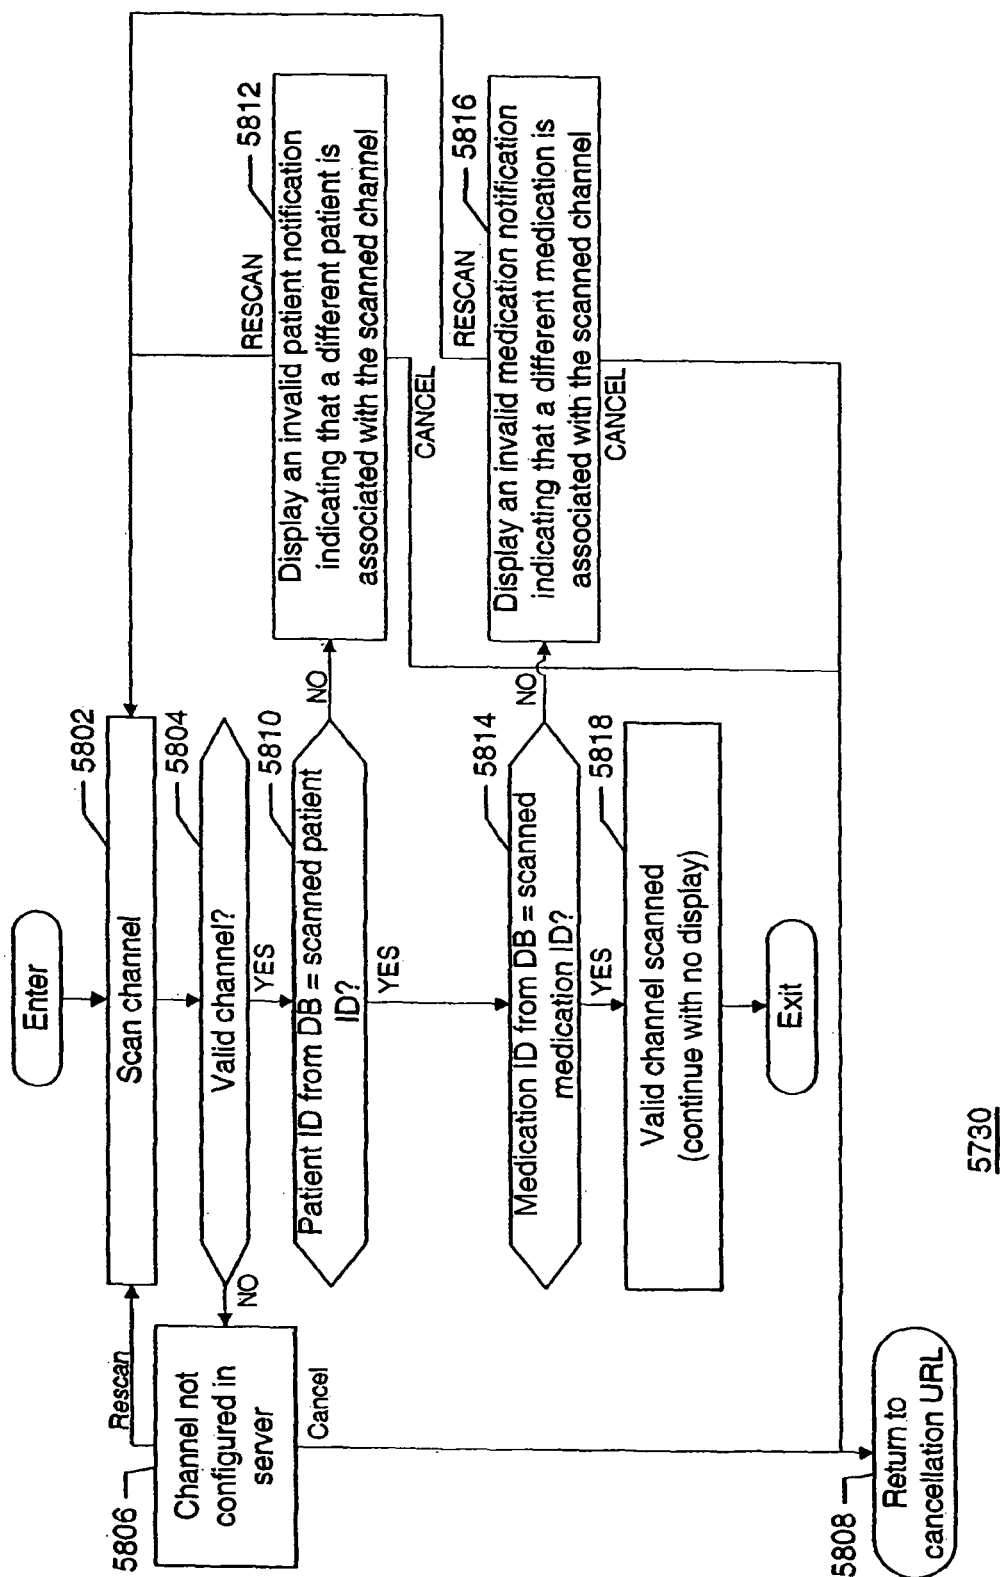 Enter
5802
Scan channel
5804
Valid channel?
YES
NO
Rescan
5806
Channel not
configured in
server
Cancel
5810
Patient ID from DB = scanned patient
ID?
YES
NO
RESCAN
5812
Display an invalid patient notification
indicating that a different patient is
associated with the scanned channel
CANCEL
5814
Medication ID from DB = scanned
medication ID?
YES
NO
RESCAN
5816
Display an invalid medication notification
indicating that a different medication is
associated with the scanned channel
CANCEL
5818
Valid channel scanned
(continue with no display)
Exit
5808
Return to
cancellation URL
5730